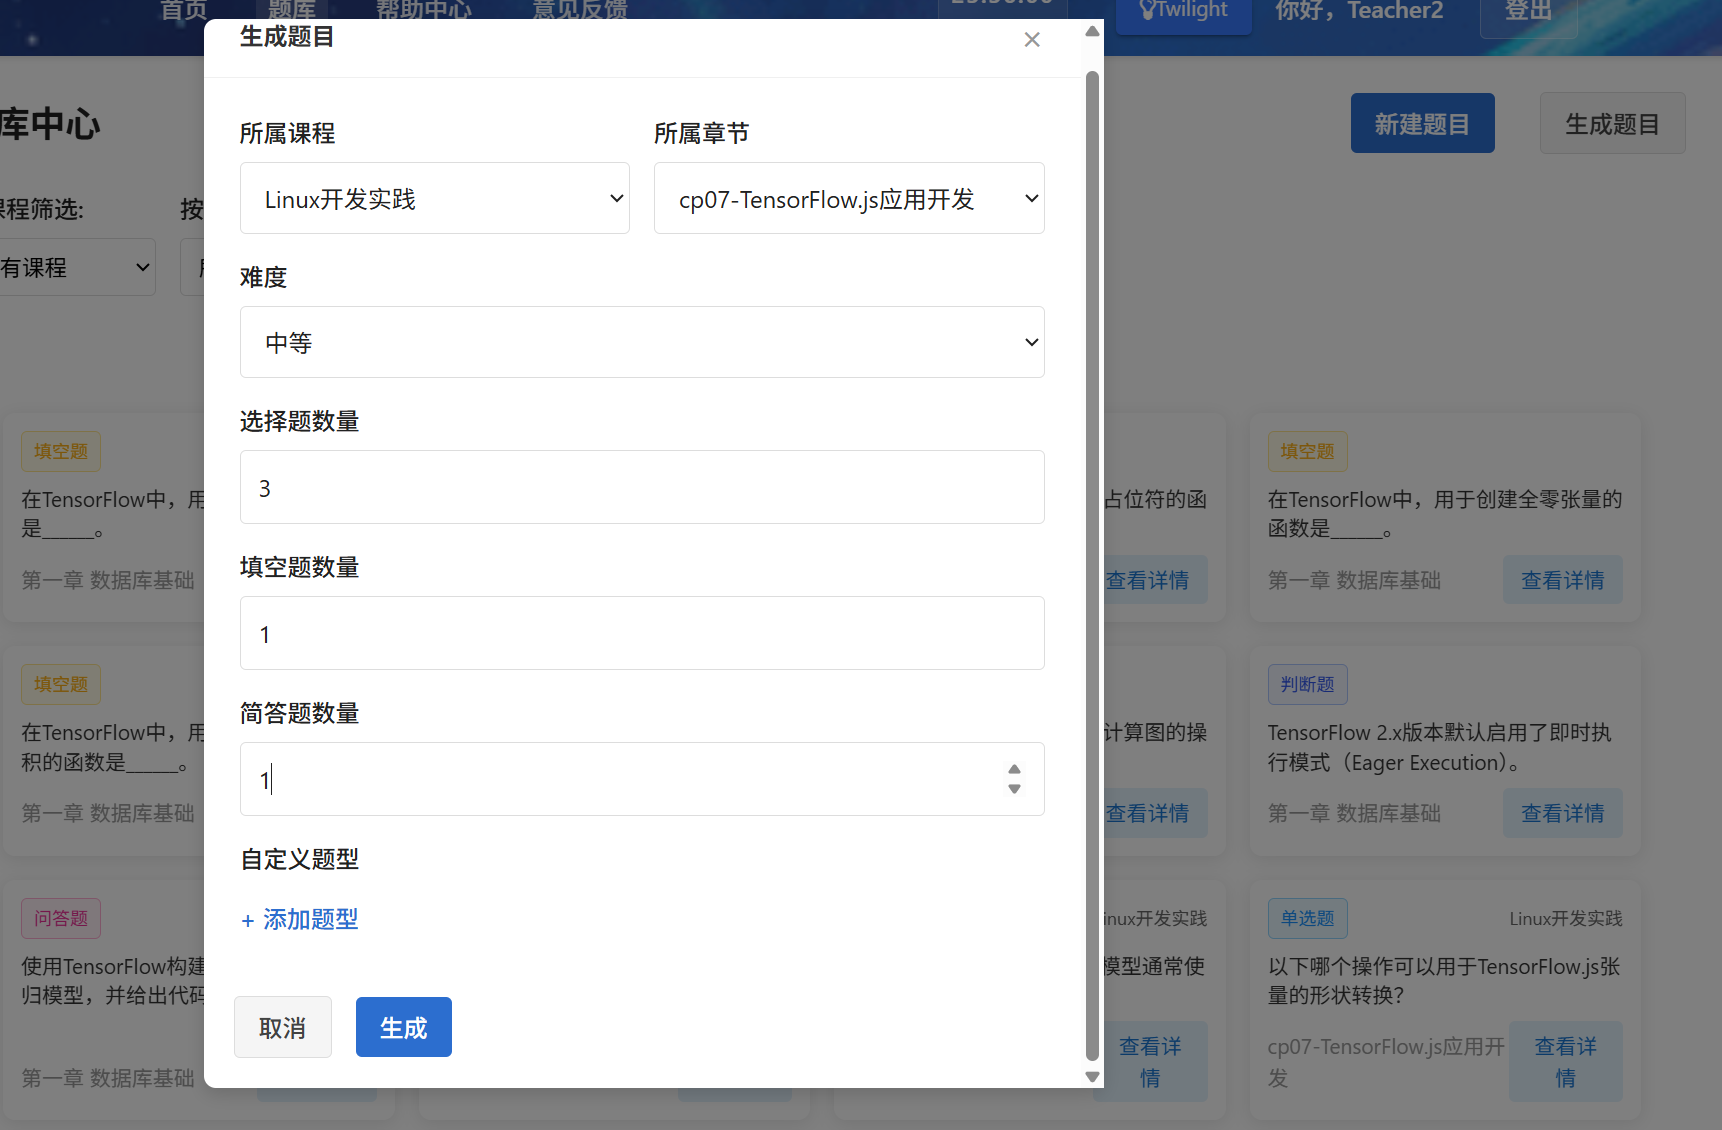 首页
题库
帮助中心
意见反馈
Twilight
你好，Teacher2
登出
生成题目
×
库中心
新建题目
生成题目
课程筛选:
按
有课程
所属课程
所属章节
Linux开发实践
cp07-TensorFlow.js应用开发
难度
中等
选择题数量
3
填空题数量
1
简答题数量
1
自定义题型
+ 添加题型
取消
生成
填空题
在TensorFlow中，用
是_____。
第一章 数据库基础
占位符的函
查看详情
填空题
在TensorFlow中，用于创建全零张量的
函数是_____。
第一章 数据库基础
查看详情
填空题
在TensorFlow中，用
积的函数是_____。
第一章 数据库基础
计算图的操
查看详情
判断题
TensorFlow 2.x版本默认启用了即时执
行模式（Eager Execution）。
第一章 数据库基础
查看详情
问答题
使用TensorFlow构建
归模型，并给出代码
第一章 数据库基础
inux开发实践
模型通常使
查看详
情
单选题
Linux开发实践
以下哪个操作可以用于TensorFlow.js张
量的形状转换？
cp07-TensorFlow.js应用开
发
查看详
情